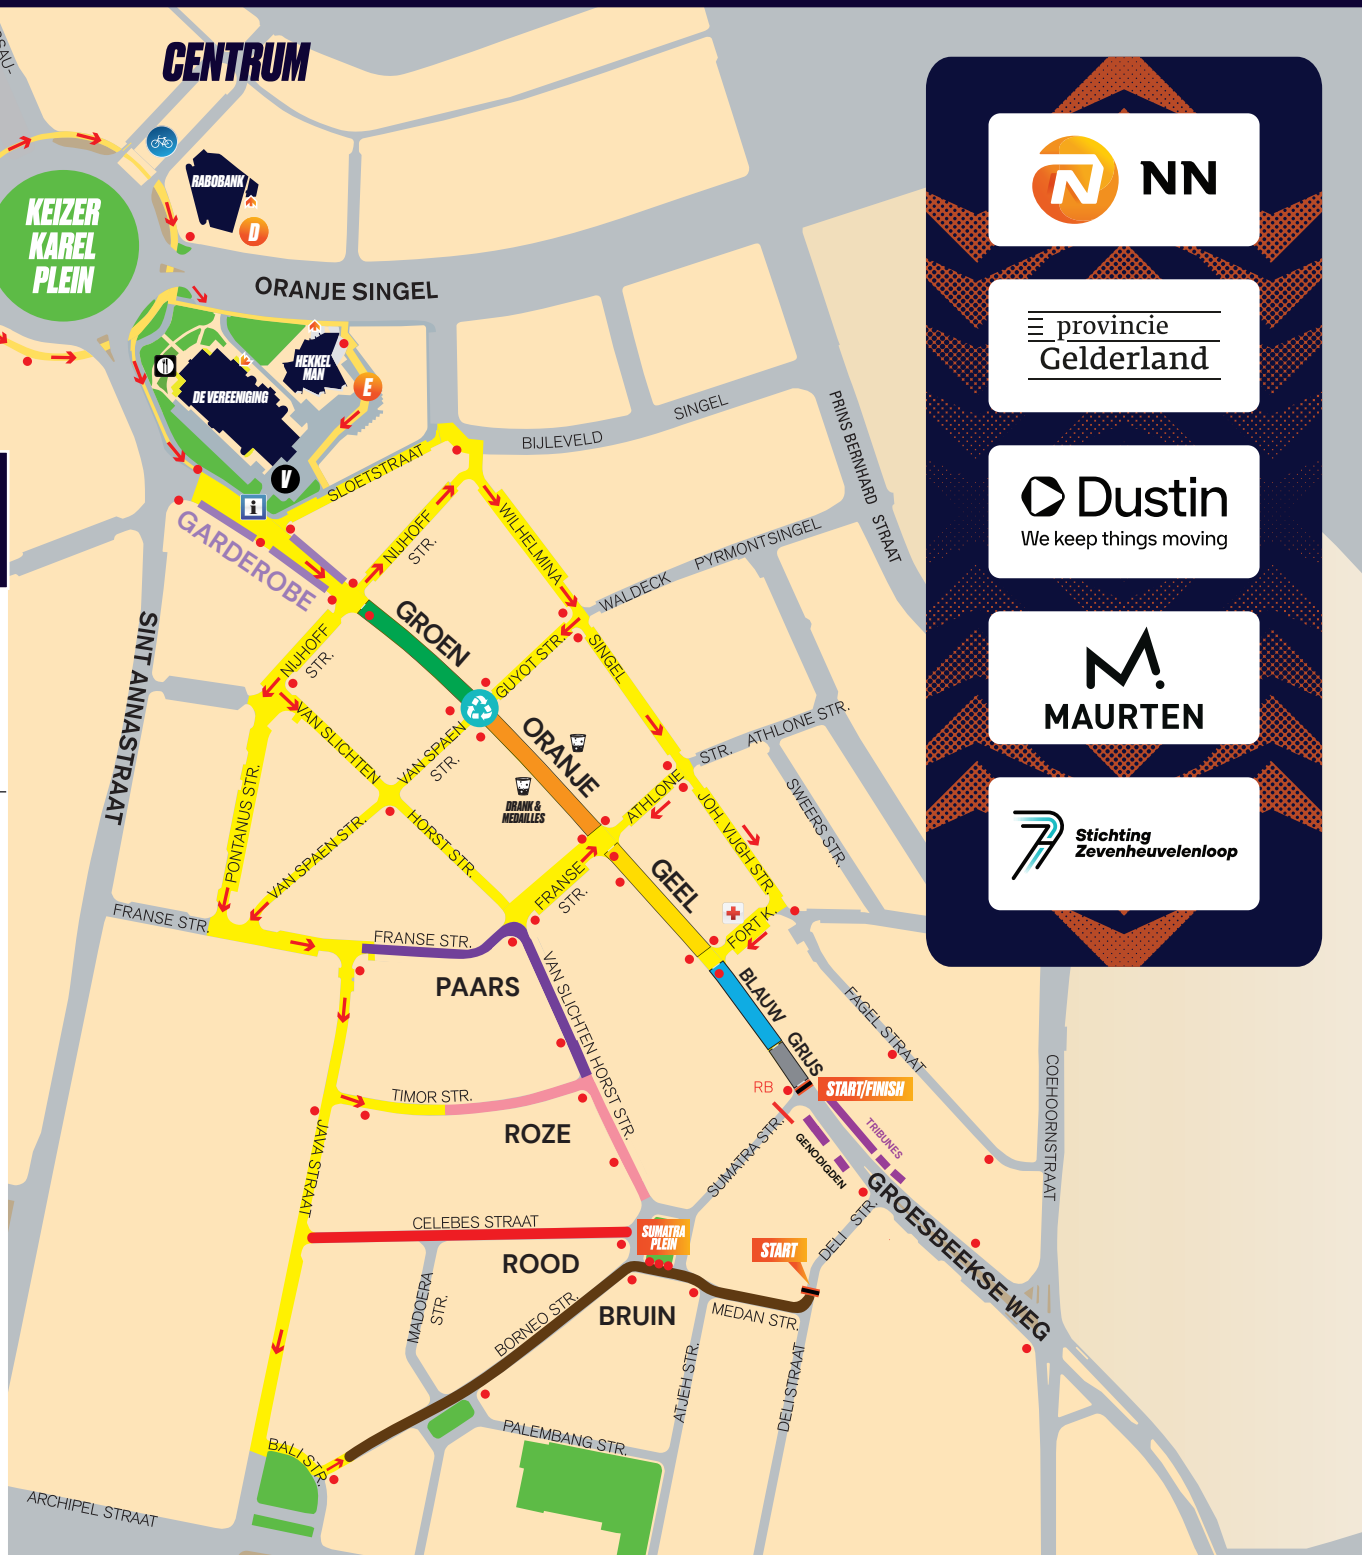 CENTRUM
RABOBANK
D
KEIZER
KAREL
PLEIN
ORANJE SINGEL
HEKKEL
MAN
DE VEREENIGING
E
V
i
SLOETSTRAAT
BIJLEVELD
SINGEL
PRINS BERNHARD STRAAT
GARDEROBE
NIJHOFF
STR.
WILHELMINA
SINGEL
WALDECK
PYRMONTSINGEL
GROEN
NIJHOFF
STR.
GUYOT STR.
SINT ANNASTRAAT
VAN SLICHTEN
HORST STR.
VAN SPAEN
STR.
ORANJE
DRANK &
MEDAILLES
STR.
ATHLONE STR.
ATHLONE
JOH. VIJGH STR.
SWEERS STR.
PONTANUS STR.
VAN SPAEN STR.
FRANSE
STR.
GEEL
FORT K.
FRANSE STR.
FRANSE STR.
PAARS
VAN SLICHTEN HORST STR.
BLAUW
GRIJS
FAGEL STRAAT
RB
START/FINISH
COEHOORNSTRAAT
TIMOR STR.
ROZE
JAVA STRAAT
SUMATRA STR.
GENODIGDEN
TRIBUNES
GROESBEEKSE WEG
CELEBES STRAAT
ROOD
SUMATRA
PLEIN
START
DELI
STR.
MADOERA
STR.
BORNEO STR.
BRUIN
MEDAN STR.
ATJEH STR.
DELI STRAAT
BALI STR.
PALEMBANG STR.
ARCHIPEL STRAAT
N NN
provincie
Gelderland
Dustin
We keep things moving
MAURTEN
7
Stichting
Zevenheuvelenloop